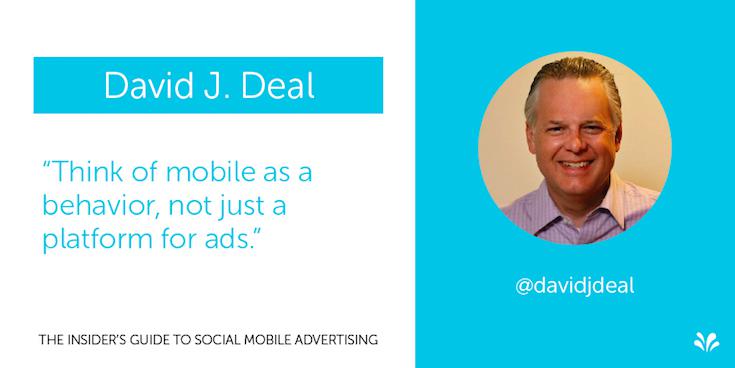 David J. Deal
“Think of mobile as a
behavior, not just a
platform for ads.”
THE INSIDER’S GUIDE TO SOCIAL MOBILE ADVERTISING
@davidjdeal